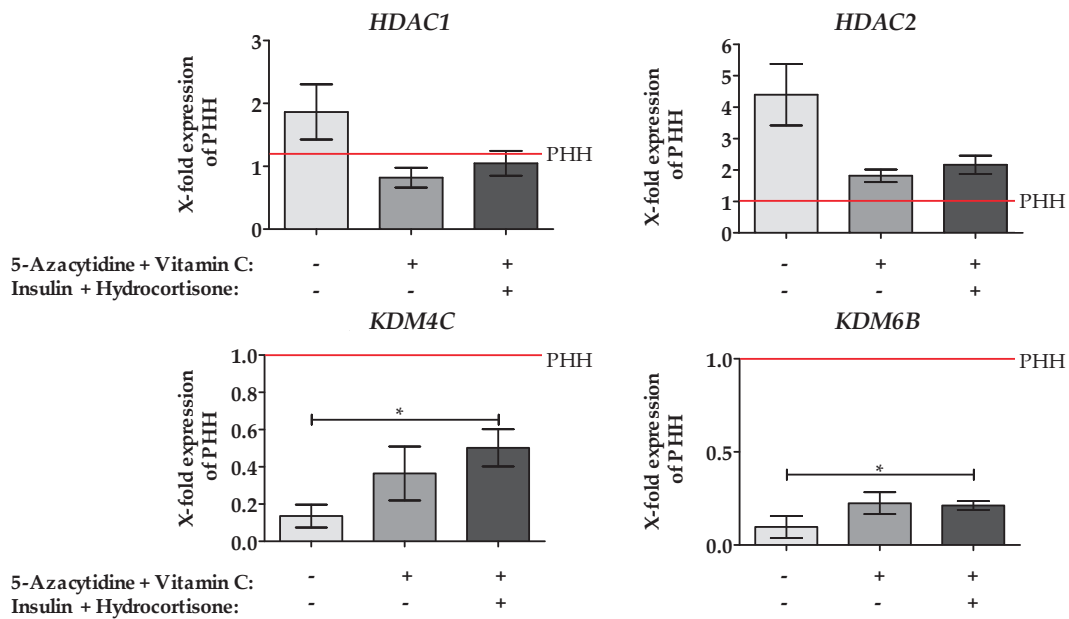 HDAC1
X-fold expression
of PHH
3
2
1
0
PHH
HDAC2
X-fold expression
of PHH
6
5
4
3
2
1
0
PHH
5-Azacytidine + Vitamin C: - + + - + +
Insulin + Hydrocortisone: - - + - - +
KDM4C
X-fold expression
of PHH
1.0
0.8
0.6
0.4
0.2
0.0
PHH
*
KDM6B
X-fold expression
of PHH
1.0
0.5
0.0
PHH
*
5-Azacytidine + Vitamin C: - + + - + +
Insulin + Hydrocortisone: - - + - - +